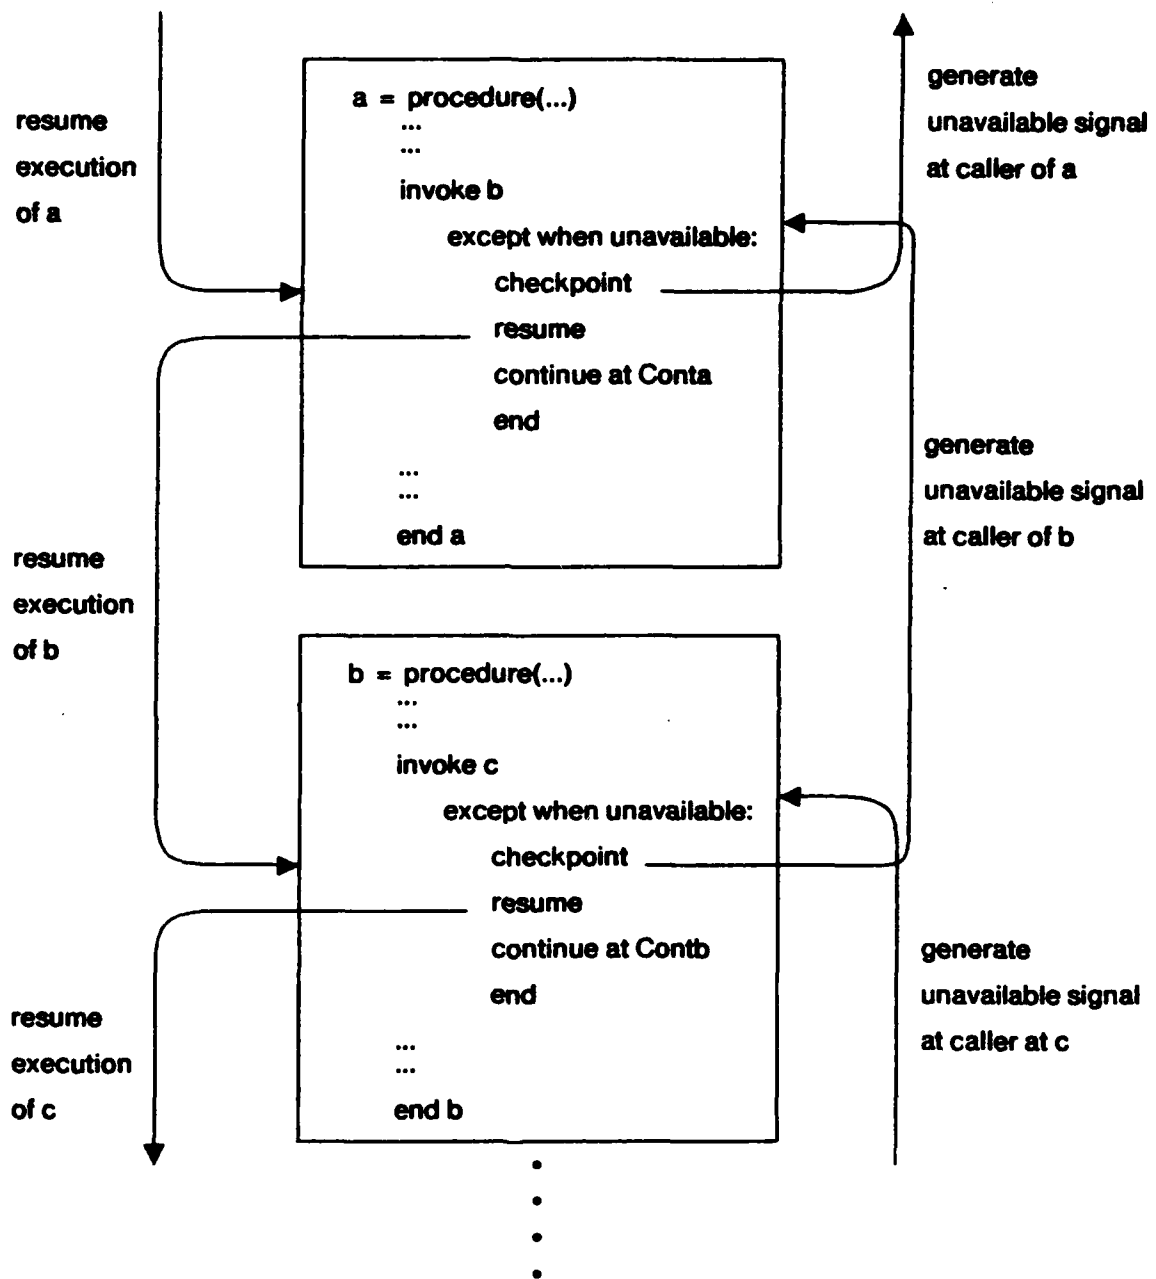 resume
execution
of a
a = procedure(...)
...
...
invoke b
except when unavailable:
checkpoint
resume
continue at Conta
end
...
...
end a
generate
unavailable signal
at caller of a
generate
unavailable signal
at caller of b
resume
execution
of b
b = procedure(...)
...
...
invoke c
except when unavailable:
checkpoint
resume
continue at Contb
end
...
...
end b
generate
unavailable signal
at caller at c
resume
execution
of c